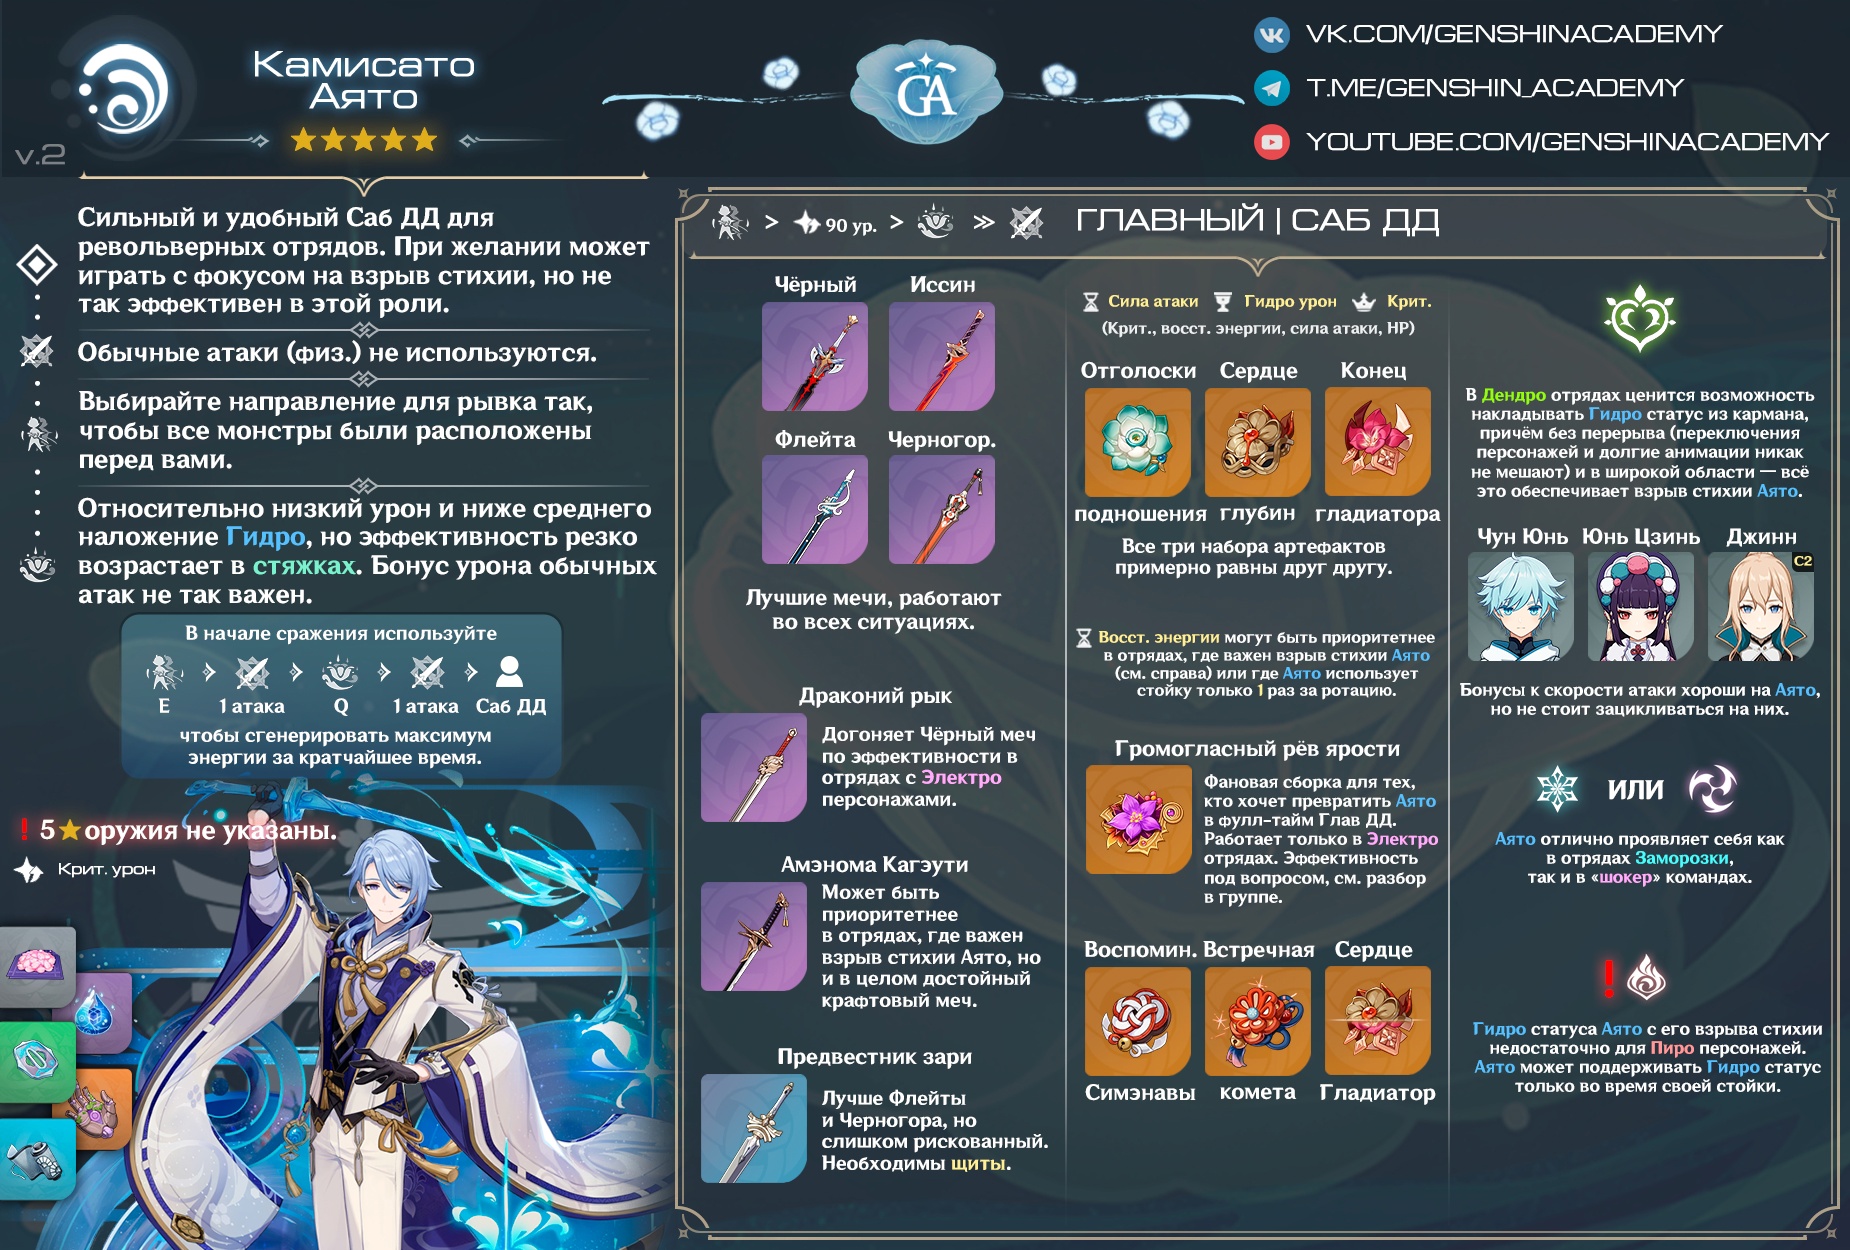 Камисато
Аято
v.2
GA
VK.COM/GENSHINACADEMY
T.ME/GENSHIN_ACADEMY
YOUTUBE.COM/GENSHINACADEMY
Сильный и удобный Саб ДД для
револьверных отрядов. При желании может
играть с фокусом на взрыв стихии, но не
так эффективен в этой роли.
Обычные атаки (физ.) не используются.
Выбирайте направление для рывка так,
чтобы все монстры были расположены
перед вами.
Относительно низкий урон и ниже среднего
наложение Гидро, но эффективность резко
возрастает в стяжках. Бонус урона обычных
атак не так важен.
В начале сражения используйте
E 1 атака Q 1 атака Саб ДД
чтобы сгенерировать максимум
энергии за кратчайшее время.
! 5 оружия не указаны.
Крит. урон
> 90 ур. > >> ГЛАВНЫЙ | САБ ДД
Чёрный Иссин
Флейта Черногор.
Лучшие мечи, работают
во всех ситуациях.
Драконий рык
Догоняет Чёрный меч
по эффективности в
отрядах с Электро
персонажами.
Амэнома Кагэути
Может быть
приоритетнее
в отрядах, где важен
взрыв стихии Аято, но
и в целом достойный
крафтовый меч.
Предвестник зари
Лучше Флейты
и Черногора, но
слишком рискованный.
Необходимы щиты.
Сила атаки Гидро урон Крит.
(Крит., восст. энергии, сила атаки, HP)
Отголоски Сердце Конец
подношения глубин гладиатора
Все три набора артефактов
примерно равны друг другу.
Восст. энергии могут быть приоритетнее
в отрядах, где важен взрыв стихии Аято
(см. справа) или где Аято использует
стойку только 1 раз за ротацию.
Громогласный рёв ярости
Фановая сборка для тех,
кто хочет превратить Аято
в фулл-тайм Глав ДД.
Работает только в Электро
отрядах. Эффективность
под вопросом, см. разбор
в группе.
Воспомин. Встречная Сердце
Симэнавы комета Гладиатор
В Дендро отрядах ценится возможность
накладывать Гидро статус из кармана,
причём без перерыва (переключения
персонажей и долгие анимации никак
не мешают) и в широкой области — всё
это обеспечивает взрыв стихии Аято.
Чун Юнь Юнь Цзинь Джинн
C2
Бонусы к скорости атаки хороши на Аято,
но не стоит зацикливаться на них.
ИЛИ
Аято отлично проявляет себя как
в отрядах Заморозки,
так и в «шокер» командах.
!
Гидро статуса Аято с его взрыва стихии
недостаточно для Пиро персонажей.
Аято может поддерживать Гидро статус
только во время своей стойки.